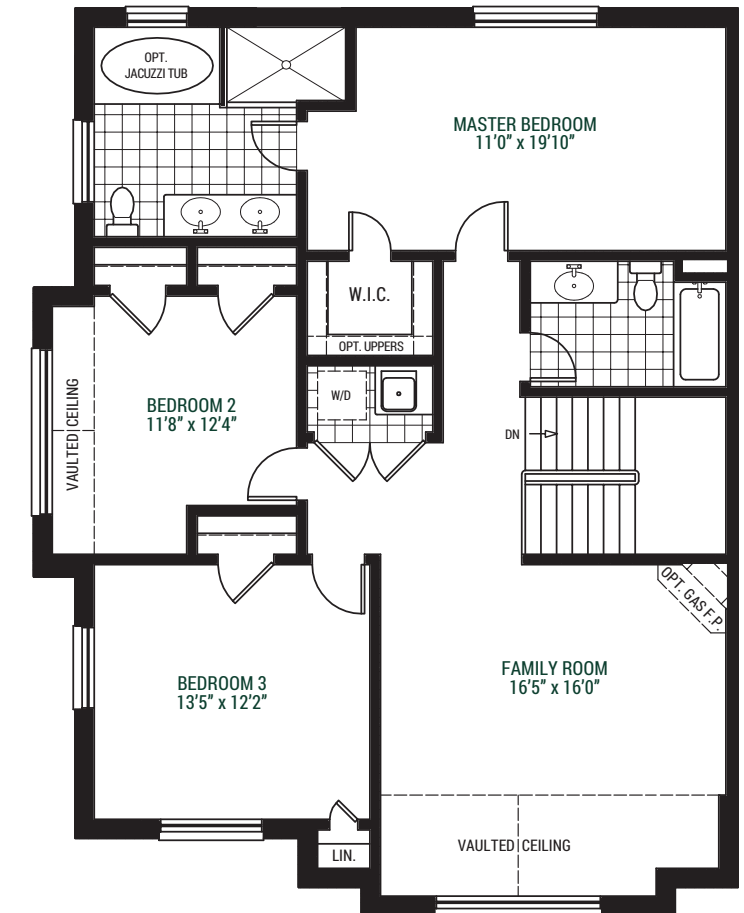 OPT.
JACUZZI TUB
MASTER BEDROOM
11'0" x 19'10"
W.I.C.
OPT. UPPERS
W/D
VAULTED CEILING
BEDROOM 2
11'8" x 12'4"
DN
OPT. GAS F.P.
FAMILY ROOM
16'5" x 16'0"
BEDROOM 3
13'5" x 12'2"
VAULTED CEILING
LIN.